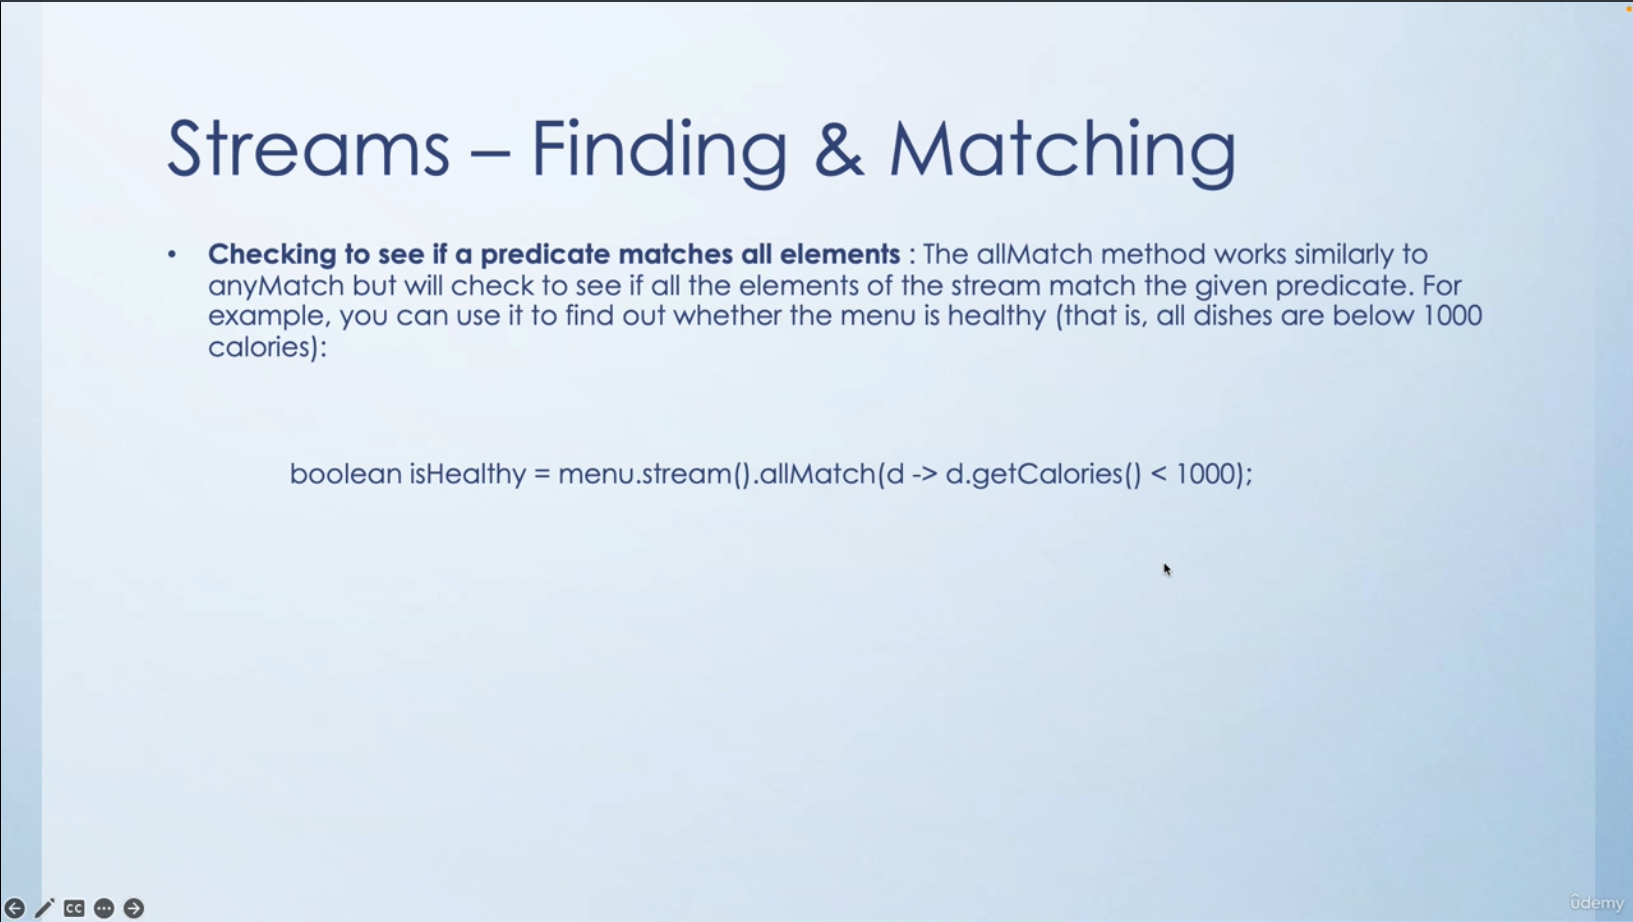 Streams – Finding & Matching
• Checking to see if a predicate matches all elements : The allMatch method works similarly to
anyMatch but will check to see if all the elements of the stream match the given predicate. For
example, you can use it to find out whether the menu is healthy (that is, all dishes are below 1000
calories):
boolean isHealthy = menu.stream().allMatch(d -> d.getCalories() < 1000);
CC
ûdemy